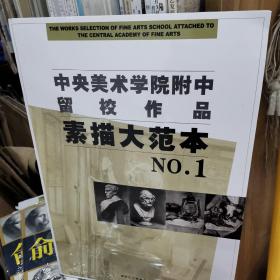 THE WORKS SELECTION OF FINE ARTS SCHOOL ATTACHED TO
THE CENTRAL ACADEMY OF FINE ARTS
中央美术学院附中
留校作品
素描大范本
NO.1
俞